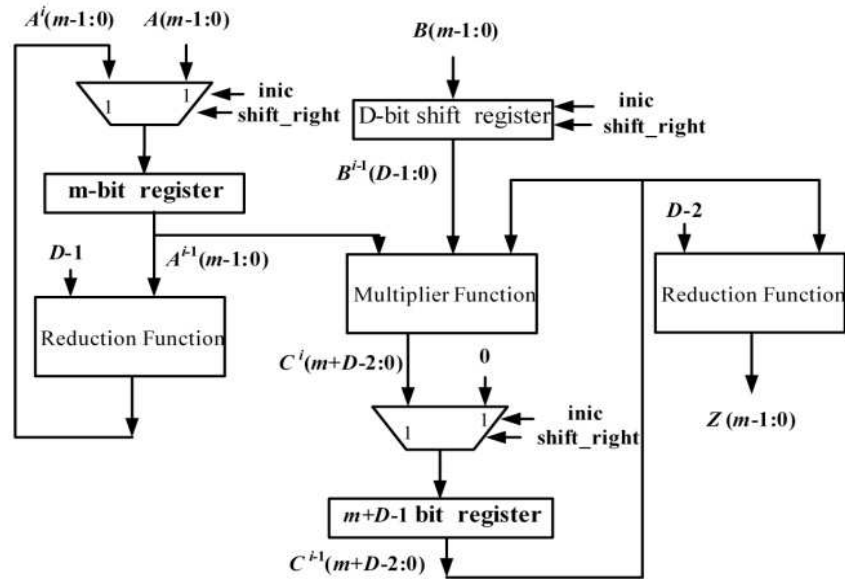 A^i(m-1:0)
A(m-1:0)
B(m-1:0)
1
1
inic
shift_right
D-bit shift register
inic
shift_right
B^{i-1}(D-1:0)
m-bit register
D-1
A^{i-1}(m-1:0)
D-2
Reduction Function
Multiplier Function
Reduction Function
C^i(m+D-2:0)
0
1
1
inic
shift_right
Z(m-1:0)
m+D-1 bit register
C^{i-1}(m+D-2:0)